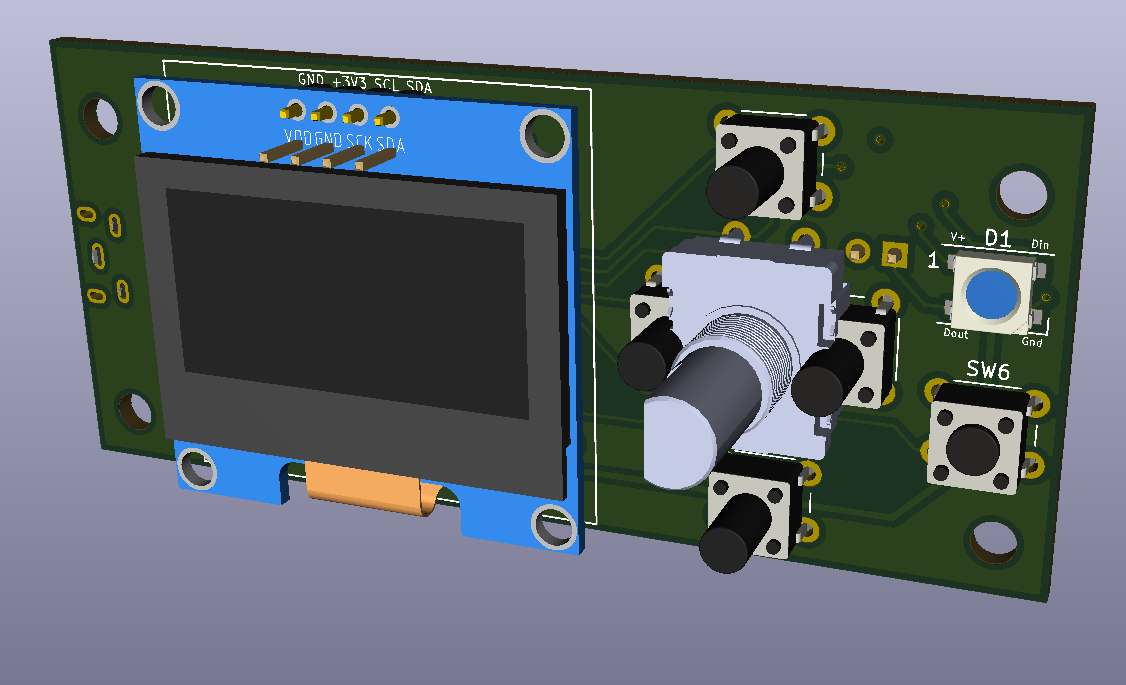 GND +3V3 SCL SDA
VDD GND SCK SDA
V+ D1 Din
1
Dout Gnd
SW6